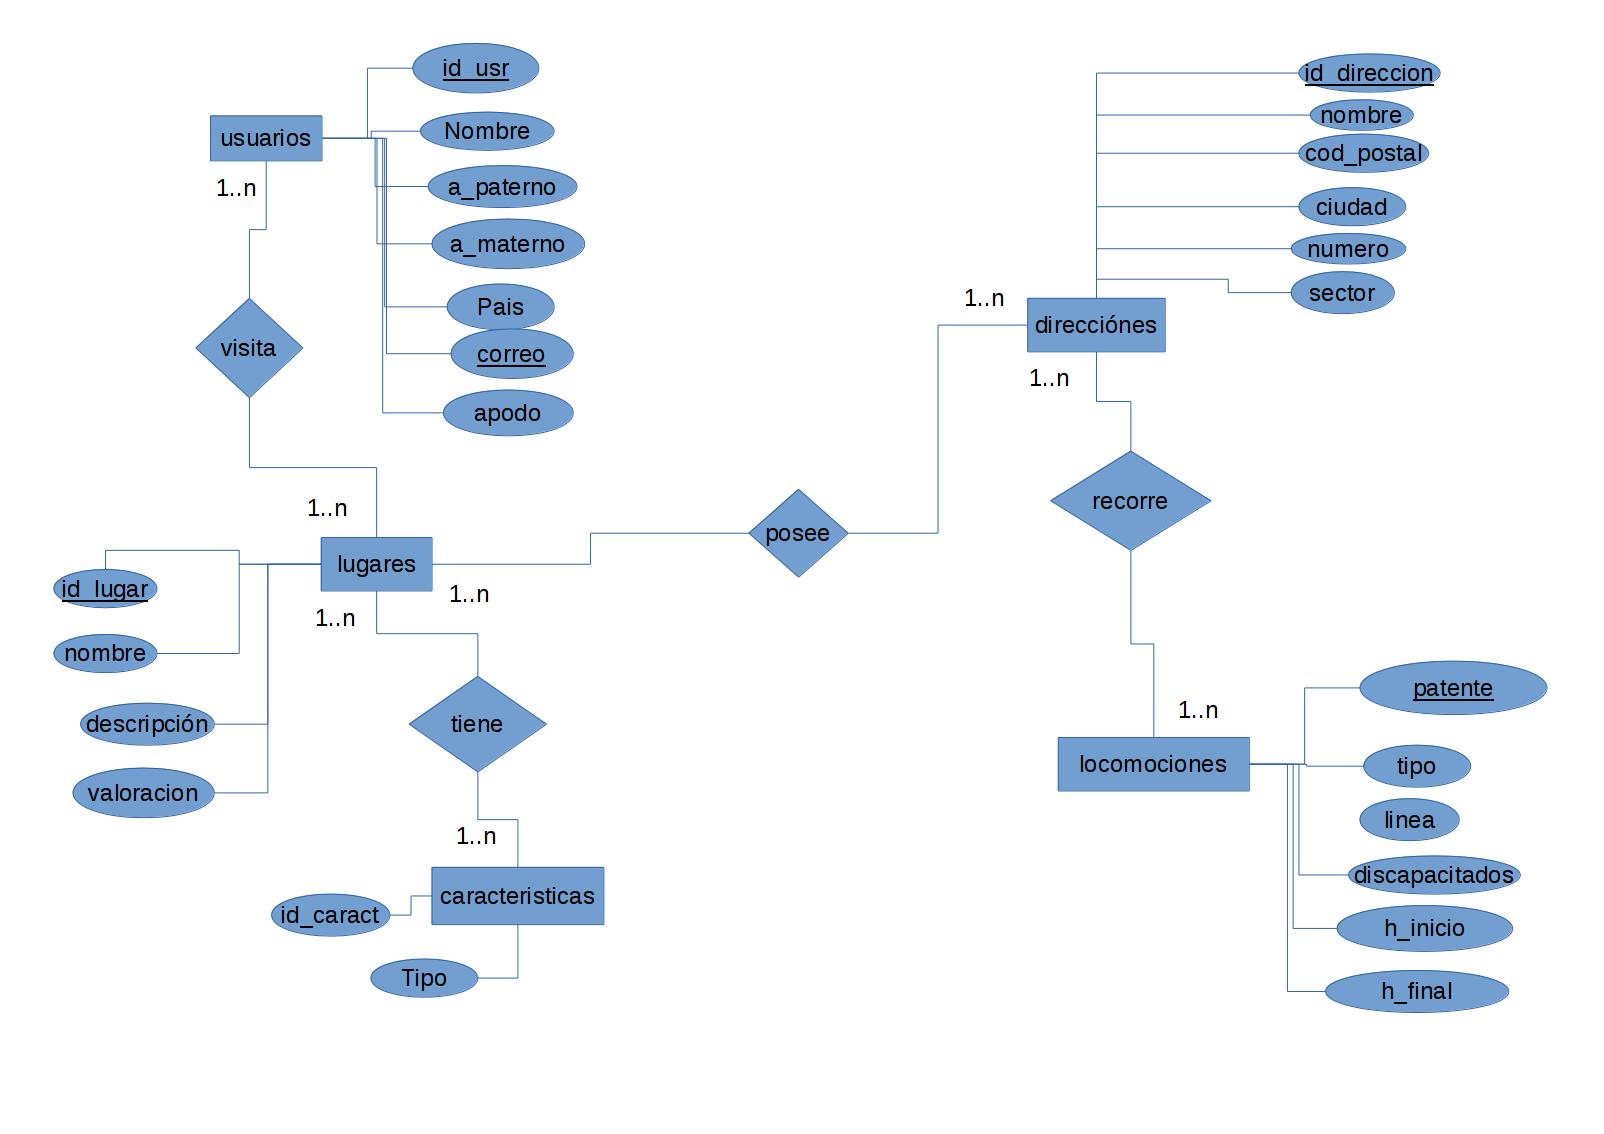 usuarios
id_usr
Nombre
a_paterno
a_materno
Pais
correo
apodo
1..n
visita
1..n
lugares
id_lugar
nombre
descripción
valoracion
1..n
1..n
tiene
1..n
caracteristicas
id_caract
Tipo
posee
1..n
direcciónes
id_direccion
nombre
cod_postal
ciudad
numero
sector
1..n
recorre
1..n
locomociones
patente
tipo
linea
discapacitados
h_inicio
h_final